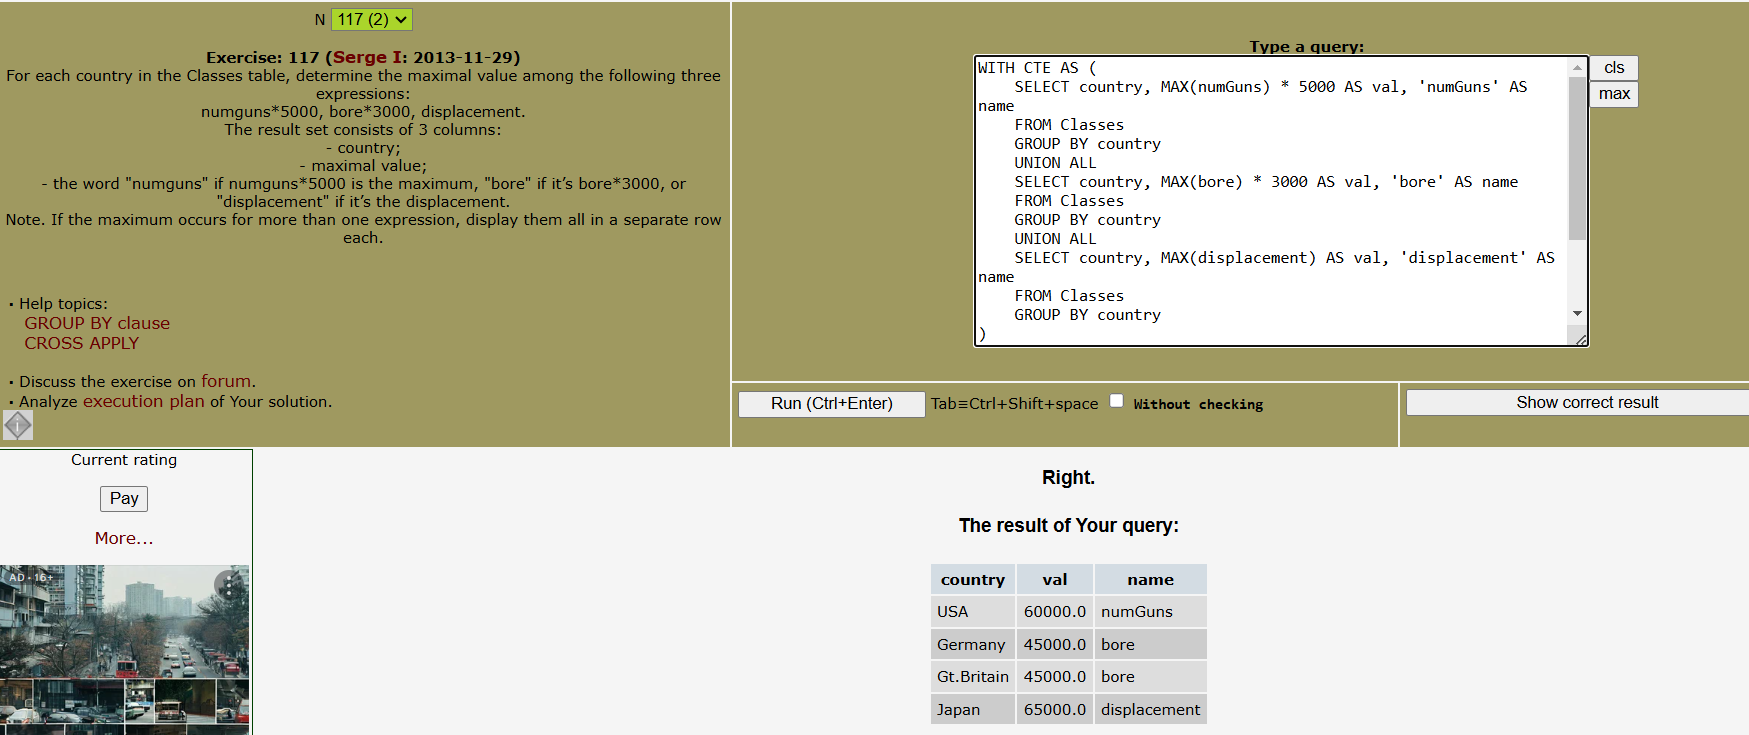 N 117 (2)
Exercise: 117 (Serge I: 2013-11-29)
For each country in the Classes table, determine the maximal value among the following three
expressions:
numguns*5000, bore*3000, displacement.
The result set consists of 3 columns:
- country;
- maximal value;
- the word "numguns" if numguns*5000 is the maximum, "bore" if it’s bore*3000, or
"displacement" if it’s the displacement.
Note. If the maximum occurs for more than one expression, display them all in a separate row
each.
· Help topics:
GROUP BY clause
CROSS APPLY
· Discuss the exercise on forum.
· Analyze execution plan of Your solution.
Type a query:
WITH CTE AS (
SELECT country, MAX(numGuns) * 5000 AS val, 'numGuns' AS
name
FROM Classes
GROUP BY country
UNION ALL
SELECT country, MAX(bore) * 3000 AS val, 'bore' AS name
FROM Classes
GROUP BY country
UNION ALL
SELECT country, MAX(displacement) AS val, 'displacement' AS
name
FROM Classes
GROUP BY country
)
cls
max
Run (Ctrl+Enter) Tab≡Ctrl+Shift+space Without checking
Show correct result
Current rating
Pay
More...
AD · 16+
Right.
The result of Your query:
country val name
USA 60000.0 numGuns
Germany 45000.0 bore
Gt.Britain 45000.0 bore
Japan 65000.0 displacement